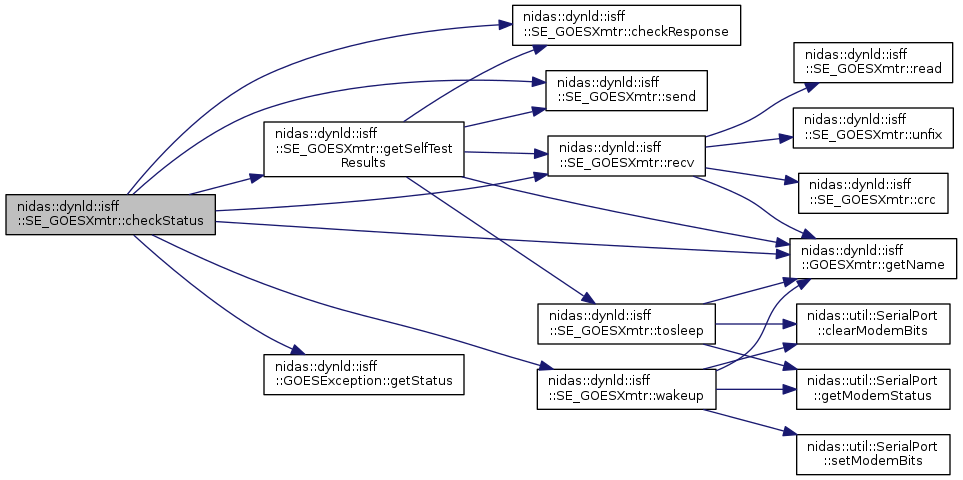 nidas::dynld::isff
::SE_GOESXmtr::checkStatus
nidas::dynld::isff
::SE_GOESXmtr::getSelfTest
Results
nidas::dynld::isff
::GOESException::getStatus
nidas::dynld::isff
::SE_GOESXmtr::checkResponse
nidas::dynld::isff
::SE_GOESXmtr::send
nidas::dynld::isff
::SE_GOESXmtr::recv
nidas::dynld::isff
::SE_GOESXmtr::tosleep
nidas::dynld::isff
::SE_GOESXmtr::wakeup
nidas::dynld::isff
::SE_GOESXmtr::read
nidas::dynld::isff
::SE_GOESXmtr::unfix
nidas::dynld::isff
::SE_GOESXmtr::crc
nidas::dynld::isff
::GOESXmtr::getName
nidas::util::SerialPort
::clearModemBits
nidas::util::SerialPort
::getModemStatus
nidas::util::SerialPort
::setModemBits